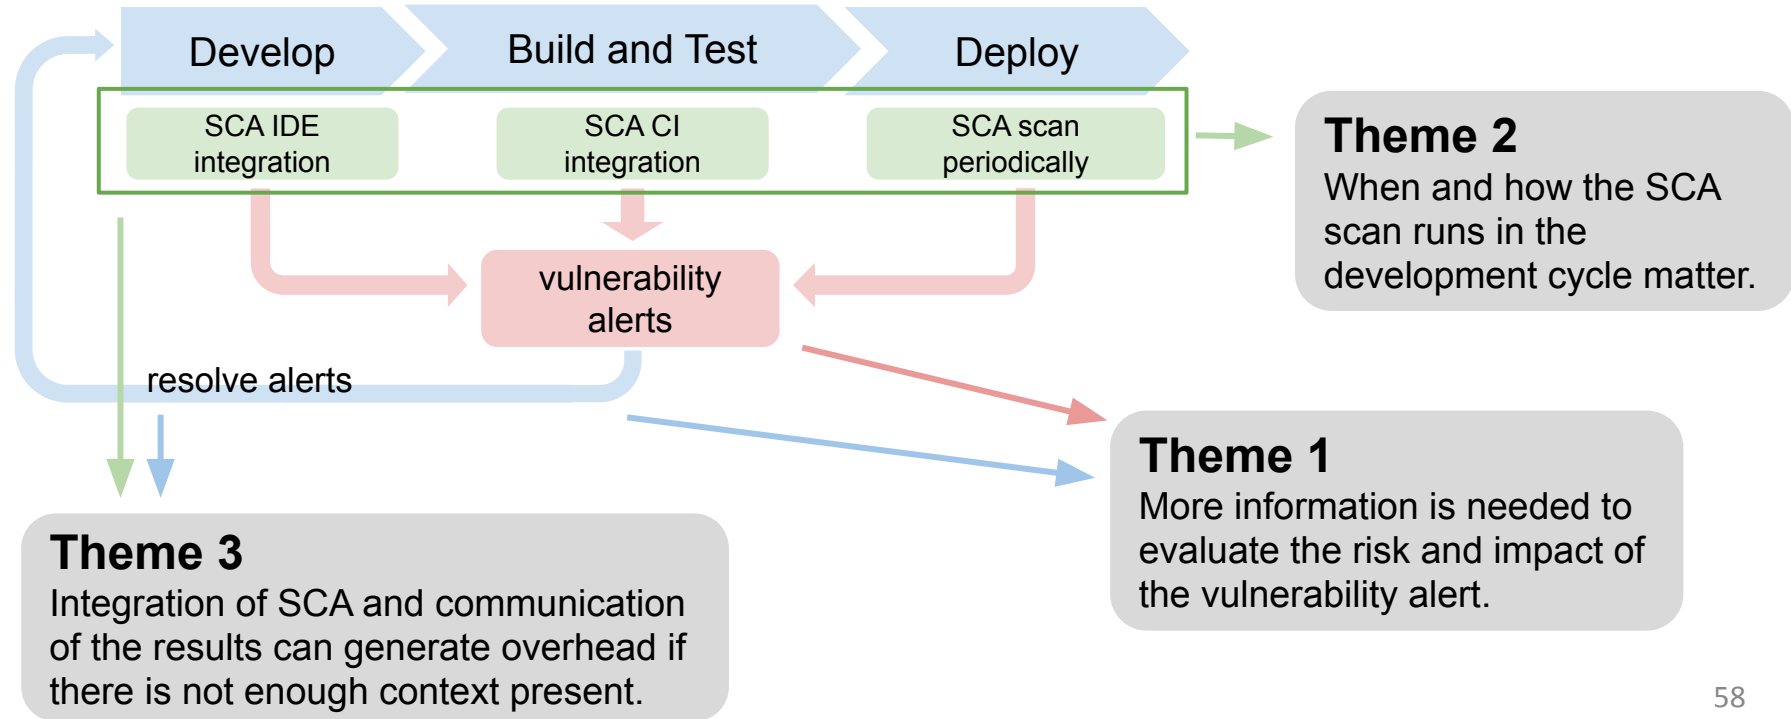 Develop
Build and Test
Deploy
SCA IDE
integration
SCA CI
integration
SCA scan
periodically
Theme 2
When and how the SCA
scan runs in the
development cycle matter.
vulnerability
alerts
resolve alerts
Theme 1
More information is needed to
evaluate the risk and impact of
the vulnerability alert.
Theme 3
Integration of SCA and communication
of the results can generate overhead if
there is not enough context present.
58